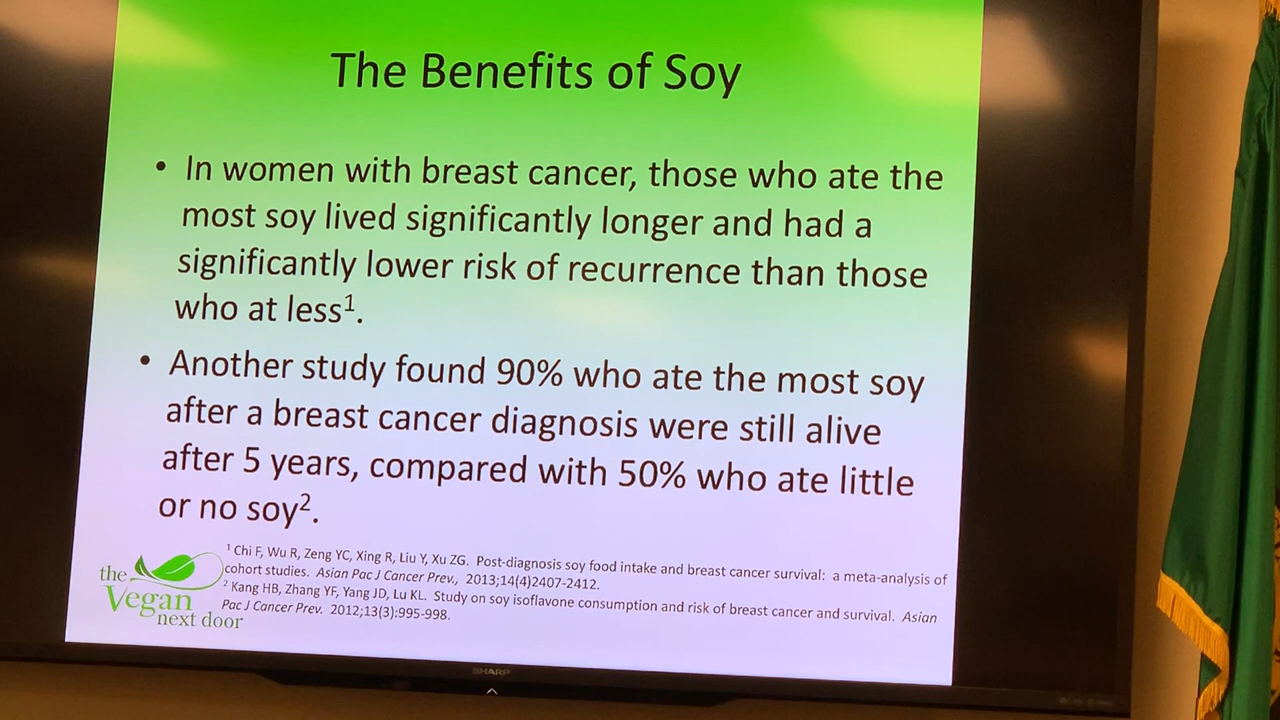 The Benefits of Soy
• In women with breast cancer, those who ate the
most soy lived significantly longer and had a
significantly lower risk of recurrence than those
who at less¹.
• Another study found 90% who ate the most soy
after a breast cancer diagnosis were still alive
after 5 years, compared with 50% who ate little
or no soy².
¹ Chi F, Wu R, Zeng YC, Xing R, Liu Y, Xu ZG. Post-diagnosis soy food intake and breast cancer survival: a meta-analysis of
cohort studies. Asian Pac J Cancer Prev., 2013;14(4)2407-2412.
² Kang HB, Zhang YF, Yang JD, Lu KL. Study on soy isoflavone consumption and risk of breast cancer and survival. Asian
Pac J Cancer Prev. 2012;13(3):995-998.
the
Vegan
next door
SHARP